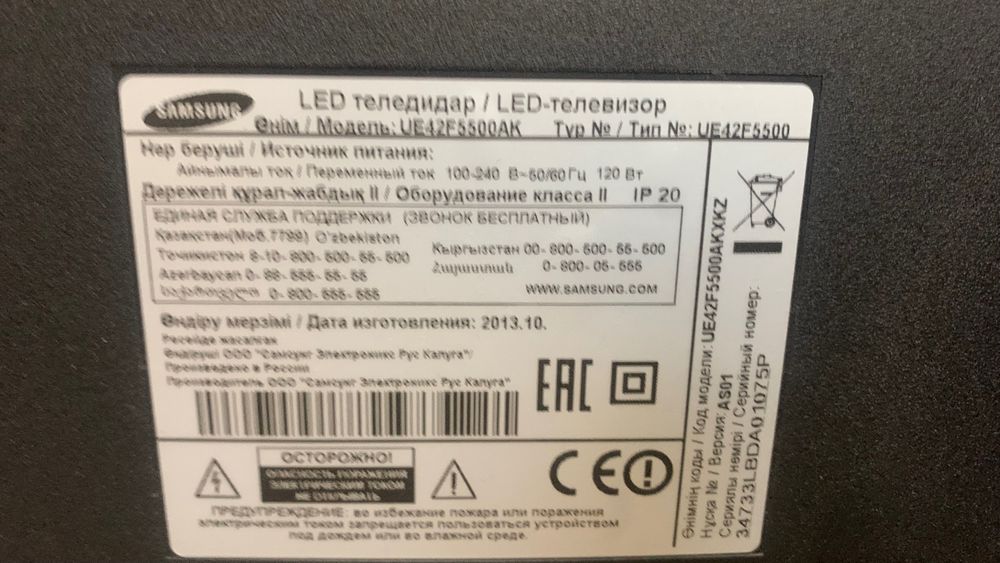 SAMSUNG
LED теледидар / LED-телевизор
Өнім / Модель: UE42F5500AK Тур № / Тип №: UE42F5500
Нер беруші / Источник питания:
Айнымалы ток / Переменный ток 100-240 В~50/60 Гц 120 Вт
Дережелі құрал-жабдық II / Оборудование класса II IP 20
ЕДИНАЯ СЛУЖБА ПОДДЕРЖКИ (ЗВОНОК БЕСПЛАТНЫЙ)
Казахстан(Моб.7799) O'zbekiston
Точикистон 8-10-800-500-55-500
Кыргызстан 00-800-500-55-500
Azerbaycan 0-88-555-55-55
Հայաստան 0-800-05-555
საქართველო 0-800-555-555
WWW.SAMSUNG.COM
Өндіру мерзімі / Дата изготовления: 2013.10.
Ресейде жасалған
Өндіруші ООО "Самсунг Электроникс Рус Калуга"/
Произведено в России
Производитель ООО "Самсунг Электроникс Рус Калуга"
EAC
ОСТОРОЖНО!
ОПАСНОСТЬ ПОРАЖЕНИЯ
ЭЛЕКТРИЧЕСКИМ ТОКОМ
НЕ ОТКРЫВАТЬ
CE
ПРЕДУПРЕЖДЕНИЕ: во избежание пожара или поражения
электрическим током запрещается пользоваться устройством
под дождем или во влажной среде.
Өнімнің коды / Код модели: UE42F5500AKXKZ
Нұсқа № / Версия: AS01
Сериялы немірі / Серийный номер:
34733LBDA01075P